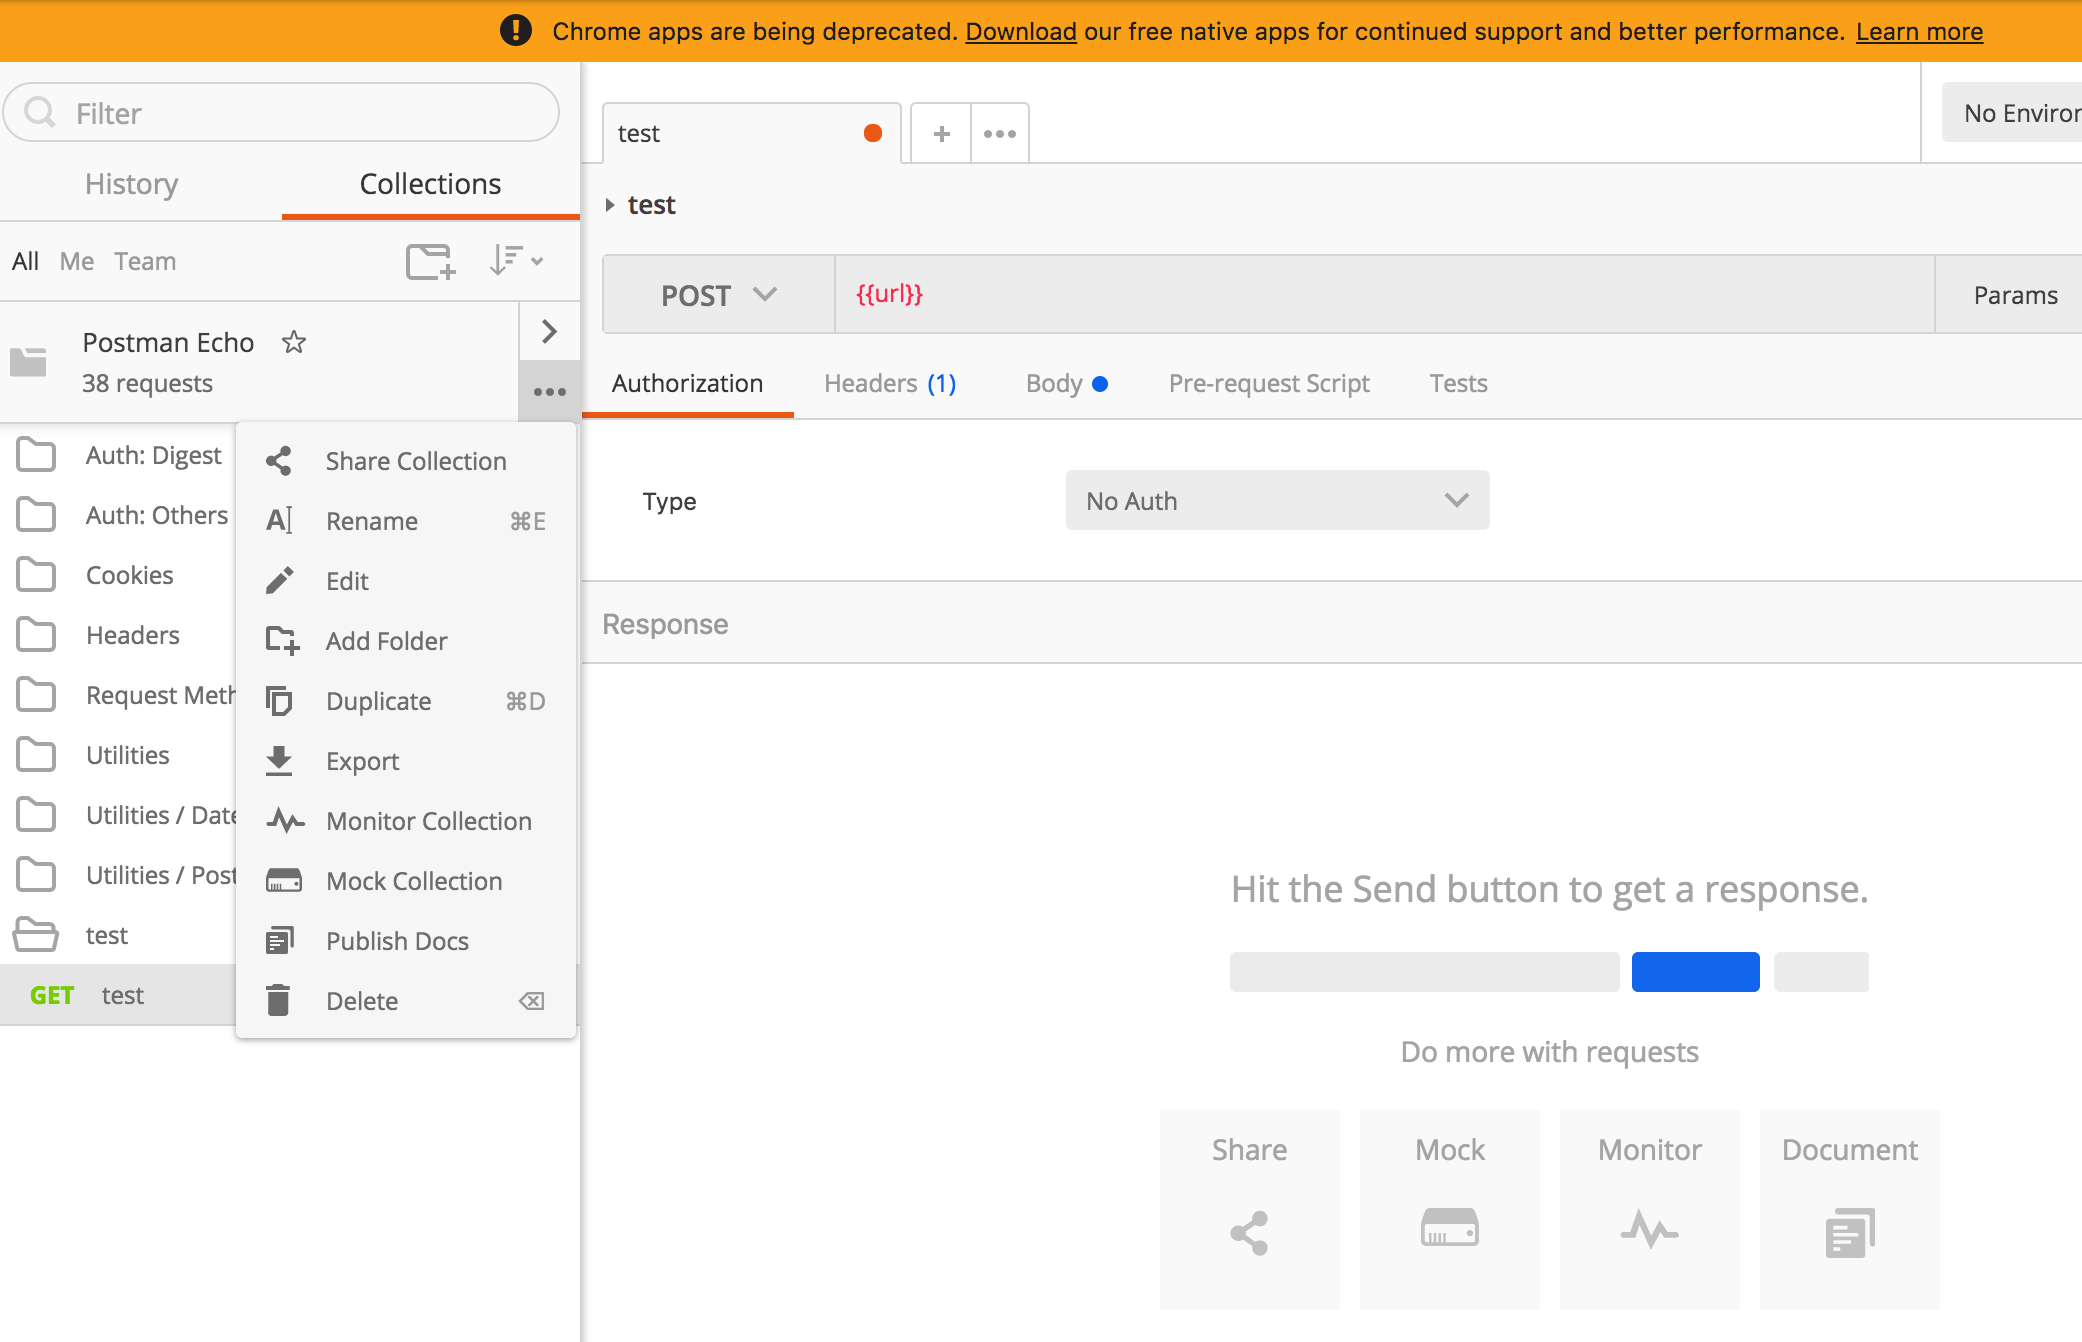 Chrome apps are being deprecated. Download our free native apps for continued support and better performance. Learn more
Filter
History Collections
All Me Team
Postman Echo
38 requests
Auth: Digest
Auth: Others
Cookies
Headers
Request Meth
Utilities
Utilities / Date
Utilities / Post
test
GET test
Share Collection
Rename ⌘E
Edit
Add Folder
Duplicate ⌘D
Export
Monitor Collection
Mock Collection
Publish Docs
Delete ⌫
test + •••
No Environ
test
POST {{url}} Params
Authorization Headers (1) Body Pre-request Script Tests
Type No Auth
Response
Hit the Send button to get a response.
Do more with requests
Share Mock Monitor Document